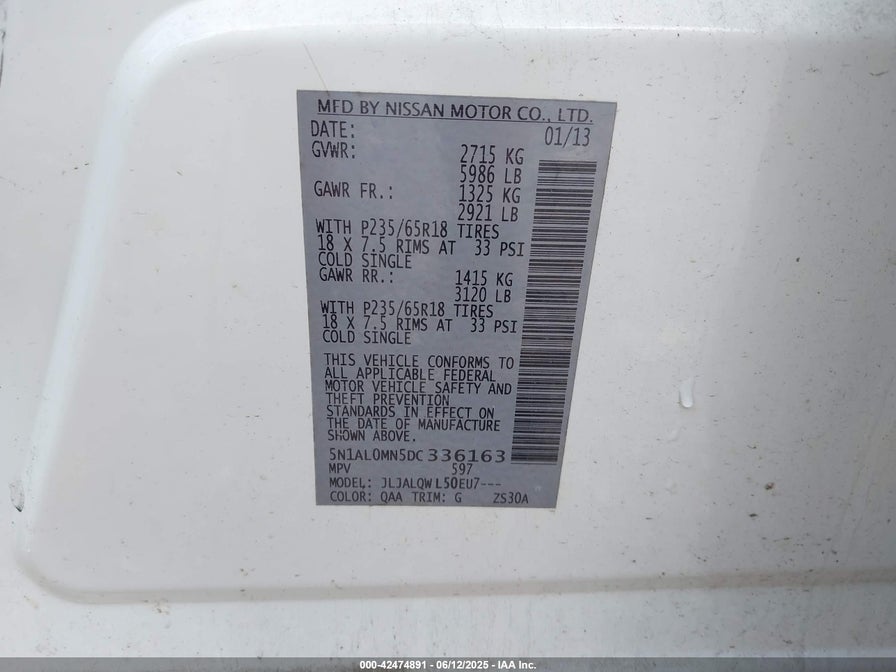 MFD BY NISSAN MOTOR CO., LTD.
DATE: 01/13
GVWR: 2715 KG
5986 LB
GAWR FR.: 1325 KG
2921 LB
WITH P235/65R18 TIRES
18 X 7.5 RIMS AT 33 PSI
COLD SINGLE
GAWR RR.: 1415 KG
3120 LB
WITH P235/65R18 TIRES
18 X 7.5 RIMS AT 33 PSI
COLD SINGLE
THIS VEHICLE CONFORMS TO
ALL APPLICABLE FEDERAL
MOTOR VEHICLE SAFETY AND
THEFT PREVENTION
STANDARDS IN EFFECT ON
THE DATE OF MANUFACTURE
SHOWN ABOVE.
5N1AL0MN5DC336163
MPV 597
MODEL: JLJALQWL50EU7---
COLOR: QAA TRIM: G ZS30A
000-42474891 - 06/12/2025 - IAA Inc.